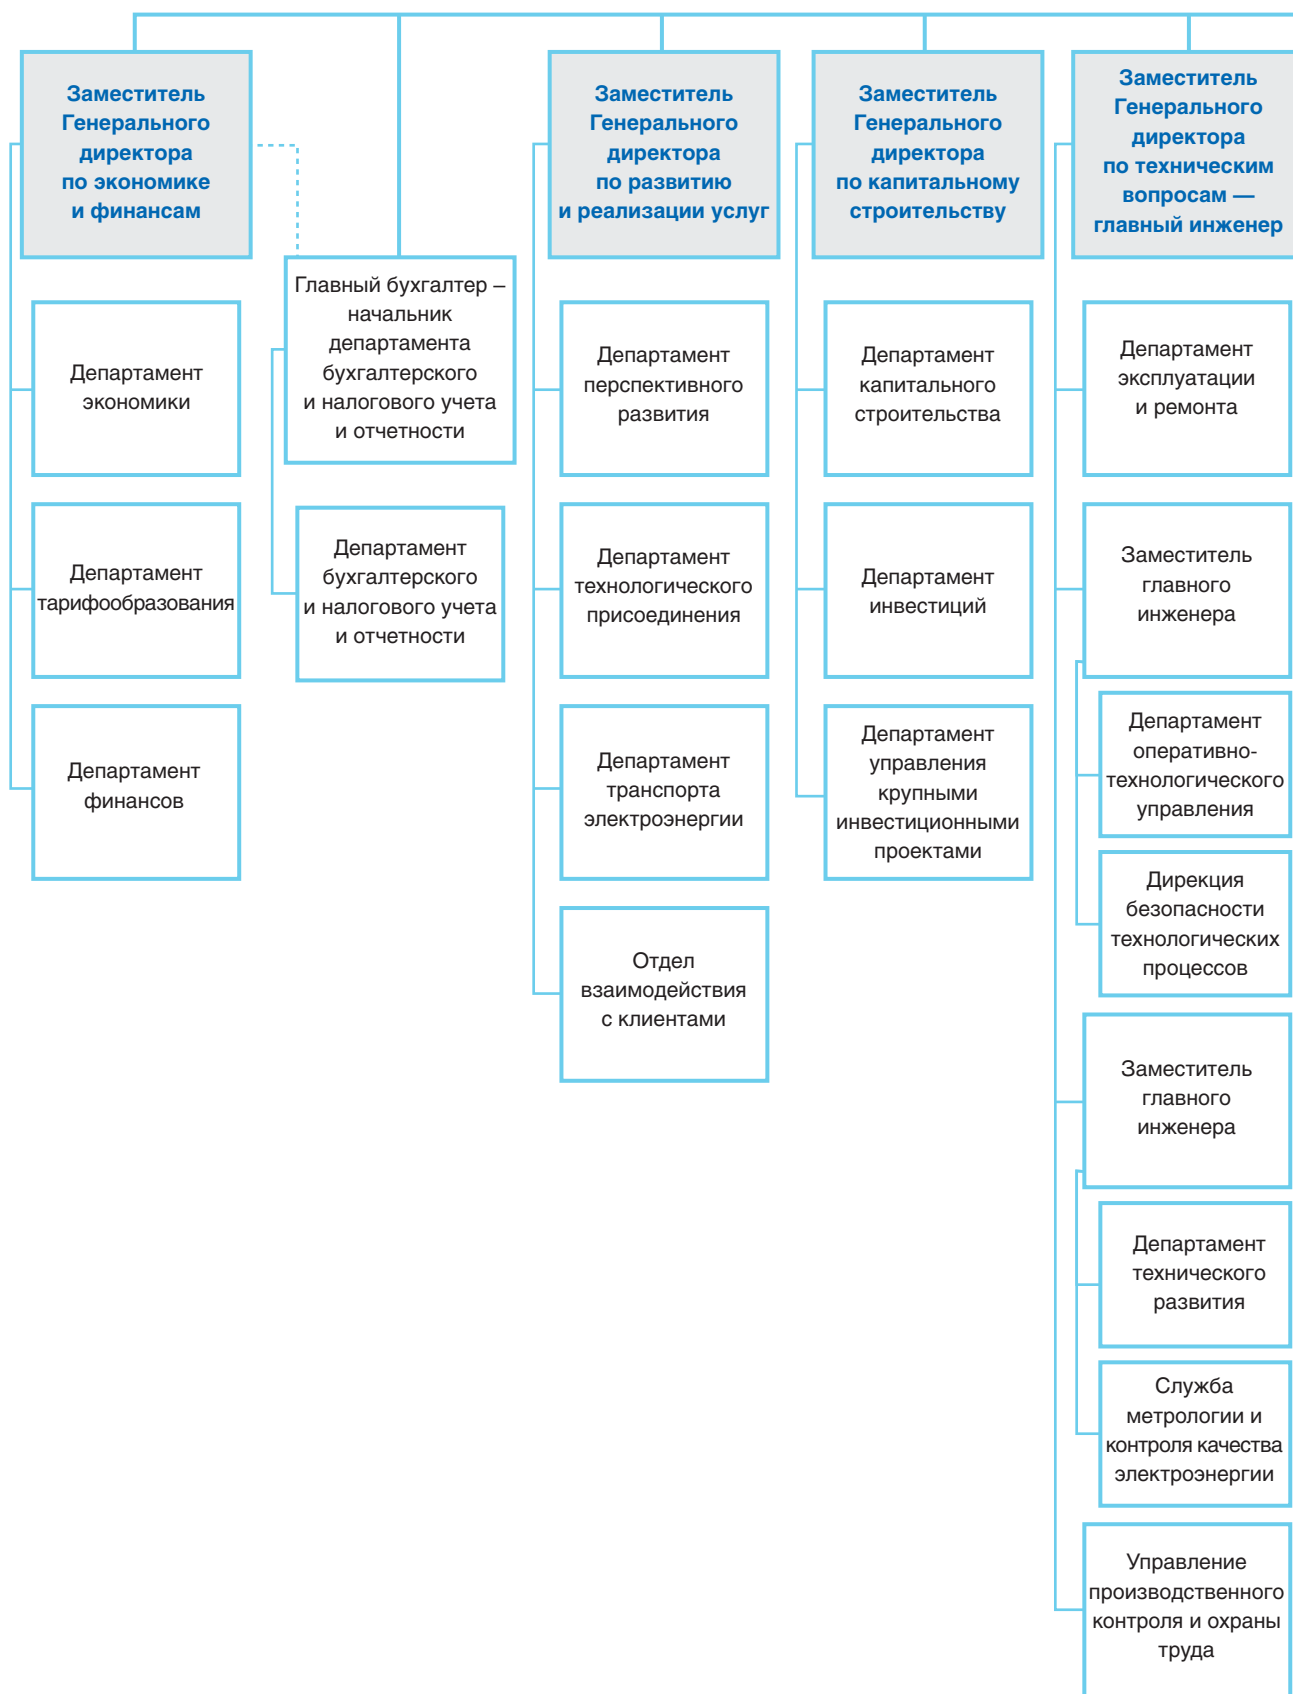 Заместитель
Генерального
директора
по экономике
и финансам
Департамент
экономики
Департамент
тарифообразования
Департамент
финансов
Главный бухгалтер –
начальник
департамента
бухгалтерского
и налогового учета
и отчетности
Департамент
бухгалтерского
и налогового учета
и отчетности
Заместитель
Генерального
директора
по развитию
и реализации услуг
Департамент
перспективного
развития
Департамент
технологического
присоединения
Департамент
транспорта
электроэнергии
Отдел
взаимодействия
с клиентами
Заместитель
Генерального
директора
по капитальному
строительству
Департамент
капитального
строительства
Департамент
инвестиций
Департамент
управления
крупными
инвестиционными
проектами
Заместитель
Генерального
директора
по техническим
вопросам —
главный инженер
Департамент
эксплуатации
и ремонта
Заместитель
главного
инженера
Департамент
оперативно-
технологического
управления
Дирекция
безопасности
технологических
процессов
Заместитель
главного
инженера
Департамент
технического
развития
Служба
метрологии и
контроля качества
электроэнергии
Управление
производственного
контроля и охраны
труда